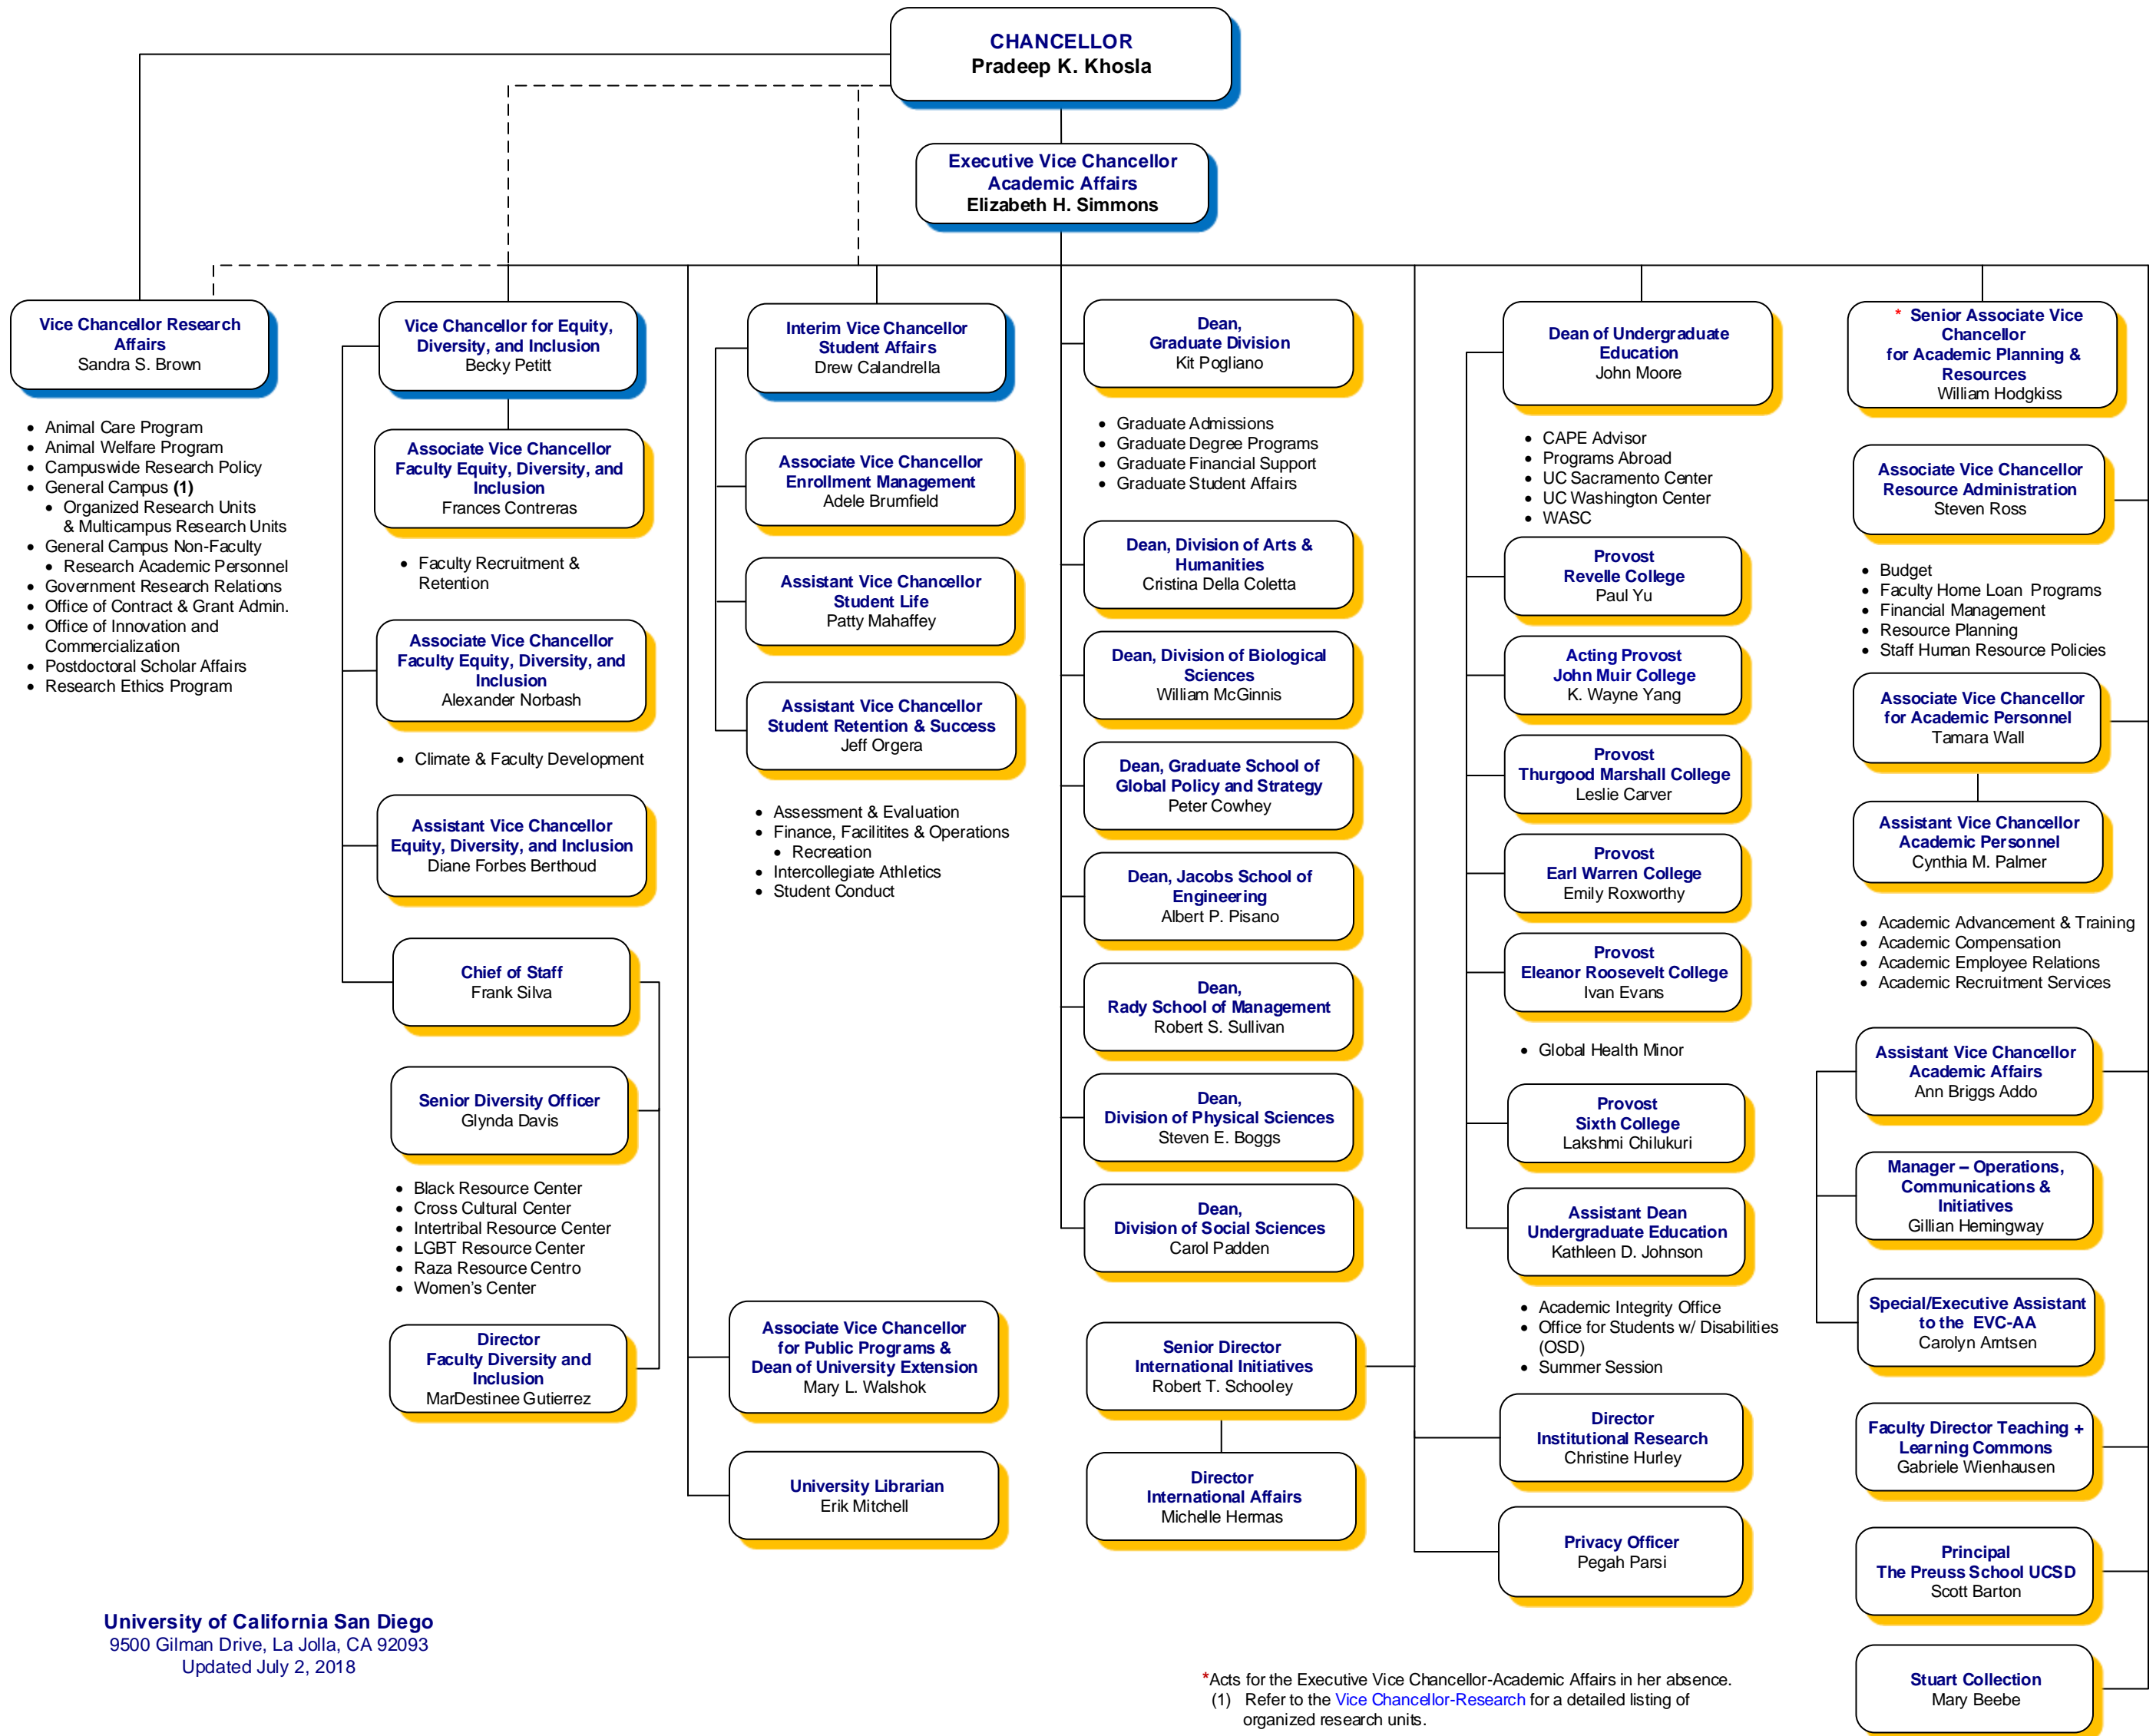 CHANCELLOR
Pradeep K. Khosla
Executive Vice Chancellor
Academic Affairs
Elizabeth H. Simmons
Vice Chancellor Research
Affairs
Sandra S. Brown
• Animal Care Program
• Animal Welfare Program
• Campuswide Research Policy
• General Campus (1)
• Organized Research Units
& Multicampus Research Units
• General Campus Non-Faculty
• Research Academic Personnel
• Government Research Relations
• Office of Contract & Grant Admin.
• Office of Innovation and
Commercialization
• Postdoctoral Scholar Affairs
• Research Ethics Program
Vice Chancellor for Equity,
Diversity, and Inclusion
Becky Petitt
Associate Vice Chancellor
Faculty Equity, Diversity, and
Inclusion
Frances Contreras
• Faculty Recruitment &
Retention
Associate Vice Chancellor
Faculty Equity, Diversity, and
Inclusion
Alexander Norbash
• Climate & Faculty Development
Assistant Vice Chancellor
Equity, Diversity, and Inclusion
Diane Forbes Berthoud
Chief of Staff
Frank Silva
Senior Diversity Officer
Glynda Davis
• Black Resource Center
• Cross Cultural Center
• Intertribal Resource Center
• LGBT Resource Center
• Raza Resource Centro
• Women's Center
Director
Faculty Diversity and
Inclusion
MarDestinee Gutierrez
Interim Vice Chancellor
Student Affairs
Drew Calandrella
Associate Vice Chancellor
Enrollment Management
Adele Brumfield
Assistant Vice Chancellor
Student Life
Patty Mahaffey
Assistant Vice Chancellor
Student Retention & Success
Jeff Orgera
• Assessment & Evaluation
• Finance, Facilitites & Operations
• Recreation
• Intercollegiate Athletics
• Student Conduct
Associate Vice Chancellor
for Public Programs &
Dean of University Extension
Mary L. Walshok
University Librarian
Erik Mitchell
Dean,
Graduate Division
Kit Pogliano
• Graduate Admissions
• Graduate Degree Programs
• Graduate Financial Support
• Graduate Student Affairs
Dean, Division of Arts &
Humanities
Cristina Della Coletta
Dean, Division of Biological
Sciences
William McGinnis
Dean, Graduate School of
Global Policy and Strategy
Peter Cowhey
Dean, Jacobs School of
Engineering
Albert P. Pisano
Dean,
Rady School of Management
Robert S. Sullivan
Dean,
Division of Physical Sciences
Steven E. Boggs
Dean,
Division of Social Sciences
Carol Padden
Senior Director
International Initiatives
Robert T. Schooley
Director
International Affairs
Michelle Hermas
Dean of Undergraduate
Education
John Moore
• CAPE Advisor
• Programs Abroad
• UC Sacramento Center
• UC Washington Center
• WASC
Provost
Revelle College
Paul Yu
Acting Provost
John Muir College
K. Wayne Yang
Provost
Thurgood Marshall College
Leslie Carver
Provost
Earl Warren College
Emily Roxworthy
Provost
Eleanor Roosevelt College
Ivan Evans
• Global Health Minor
Provost
Sixth College
Lakshmi Chilukuri
Assistant Dean
Undergraduate Education
Kathleen D. Johnson
• Academic Integrity Office
• Office for Students w/ Disabilities
(OSD)
• Summer Session
Director
Institutional Research
Christine Hurley
Privacy Officer
Pegah Parsi
* Senior Associate Vice
Chancellor
for Academic Planning &
Resources
William Hodgkiss
Associate Vice Chancellor
Resource Administration
Steven Ross
• Budget
• Faculty Home Loan Programs
• Financial Management
• Resource Planning
• Staff Human Resource Policies
Associate Vice Chancellor
for Academic Personnel
Tamara Wall
Assistant Vice Chancellor
Academic Personnel
Cynthia M. Palmer
• Academic Advancement & Training
• Academic Compensation
• Academic Employee Relations
• Academic Recruitment Services
Assistant Vice Chancellor
Academic Affairs
Ann Briggs Addo
Manager – Operations,
Communications &
Initiatives
Gillian Hemingway
Special/Executive Assistant
to the EVC-AA
Carolyn Arntsen
Faculty Director Teaching +
Learning Commons
Gabriele Wienhausen
Principal
The Preuss School UCSD
Scott Barton
Stuart Collection
Mary Beebe
University of California San Diego
9500 Gilman Drive, La Jolla, CA 92093
Updated July 2, 2018
*Acts for the Executive Vice Chancellor-Academic Affairs in her absence.
(1) Refer to the Vice Chancellor-Research for a detailed listing of
organized research units.